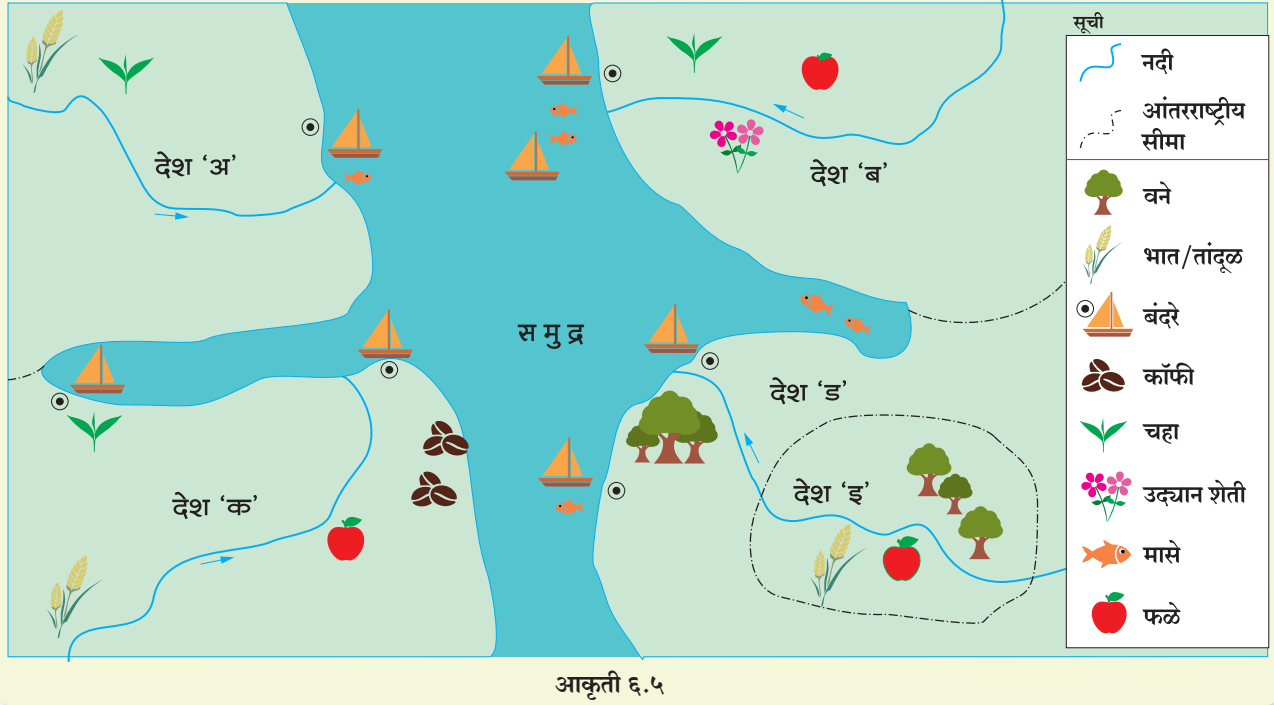 सूची
नदी
आंतरराष्ट्रीय
सीमा
वने
भात/तांदूळ
बंदरे
कॉफी
चहा
उद्यान शेती
मासे
फळे
देश ‘अ’
देश ‘ब’
स मु द्र
देश ‘ड’
देश ‘क’
देश ‘इ’
आकृती ६.५